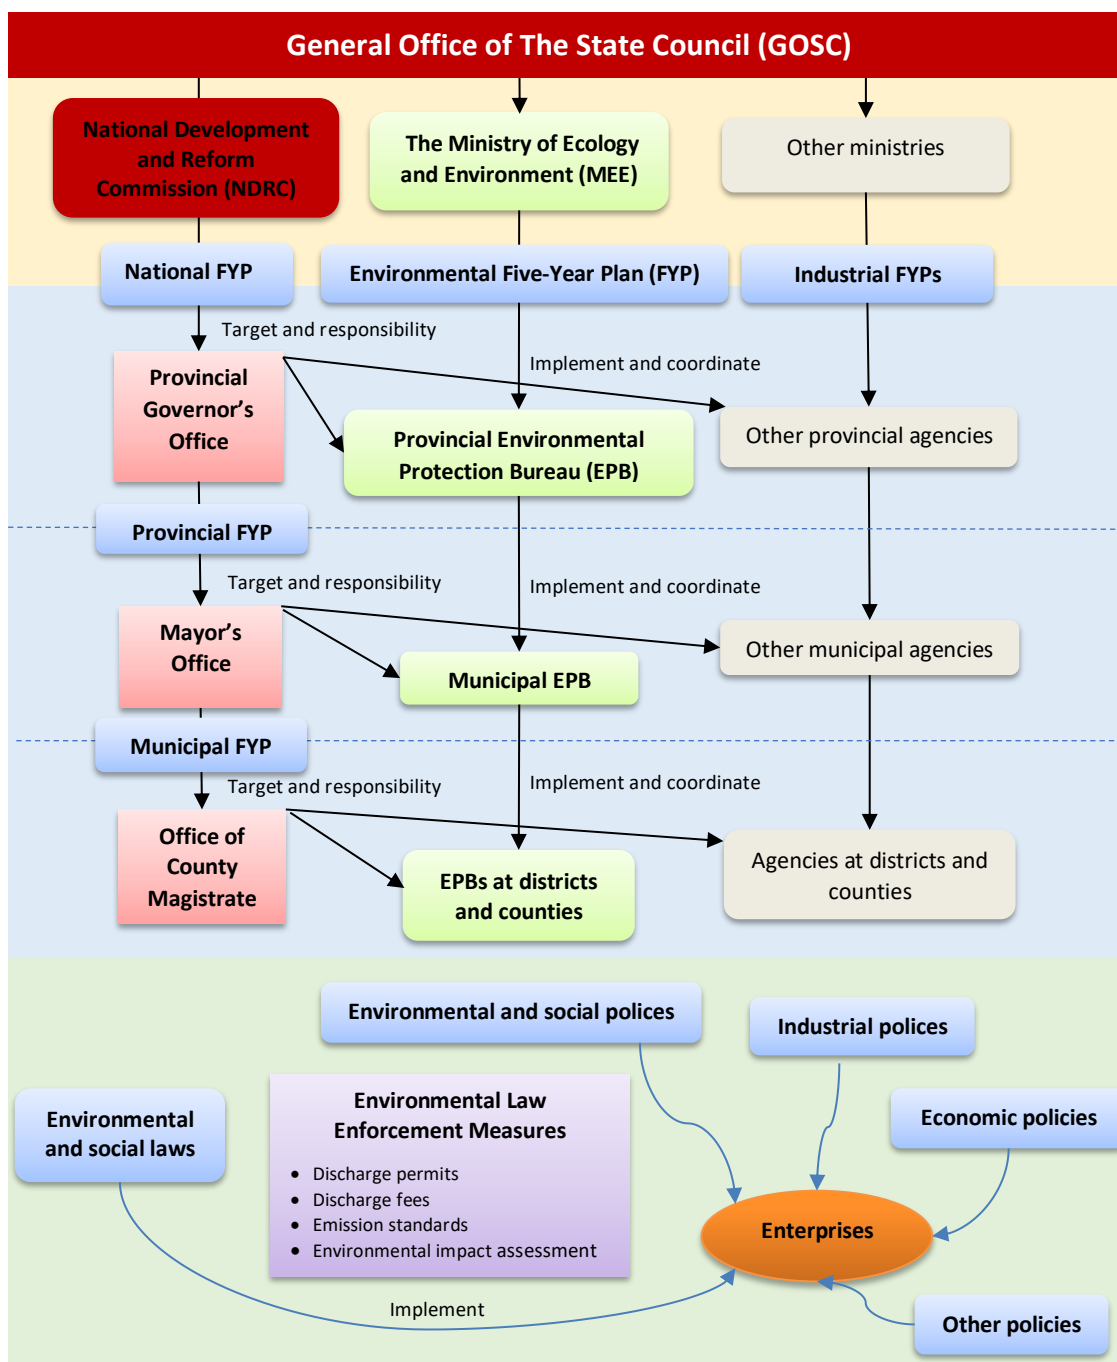 General Office of The State Council (GOSC)
National Development
and Reform
Commission (NDRC)
The Ministry of Ecology
and Environment (MEE)
Other ministries
National FYP
Environmental Five-Year Plan (FYP)
Industrial FYPs
Target and responsibility
Implement and coordinate
Provincial
Governor's
Office
Provincial Environmental
Protection Bureau (EPB)
Other provincial agencies
Provincial FYP
Target and responsibility
Implement and coordinate
Mayor's
Office
Municipal EPB
Other municipal agencies
Municipal FYP
Target and responsibility
Implement and coordinate
Office of
County
Magistrate
EPBs at districts
and counties
Agencies at districts and
counties
Environmental and social polices
Industrial polices
Environmental
and social laws
Environmental Law
Enforcement Measures
• Discharge permits
• Discharge fees
• Emission standards
• Environmental impact assessment
Economic policies
Enterprises
Implement
Other policies